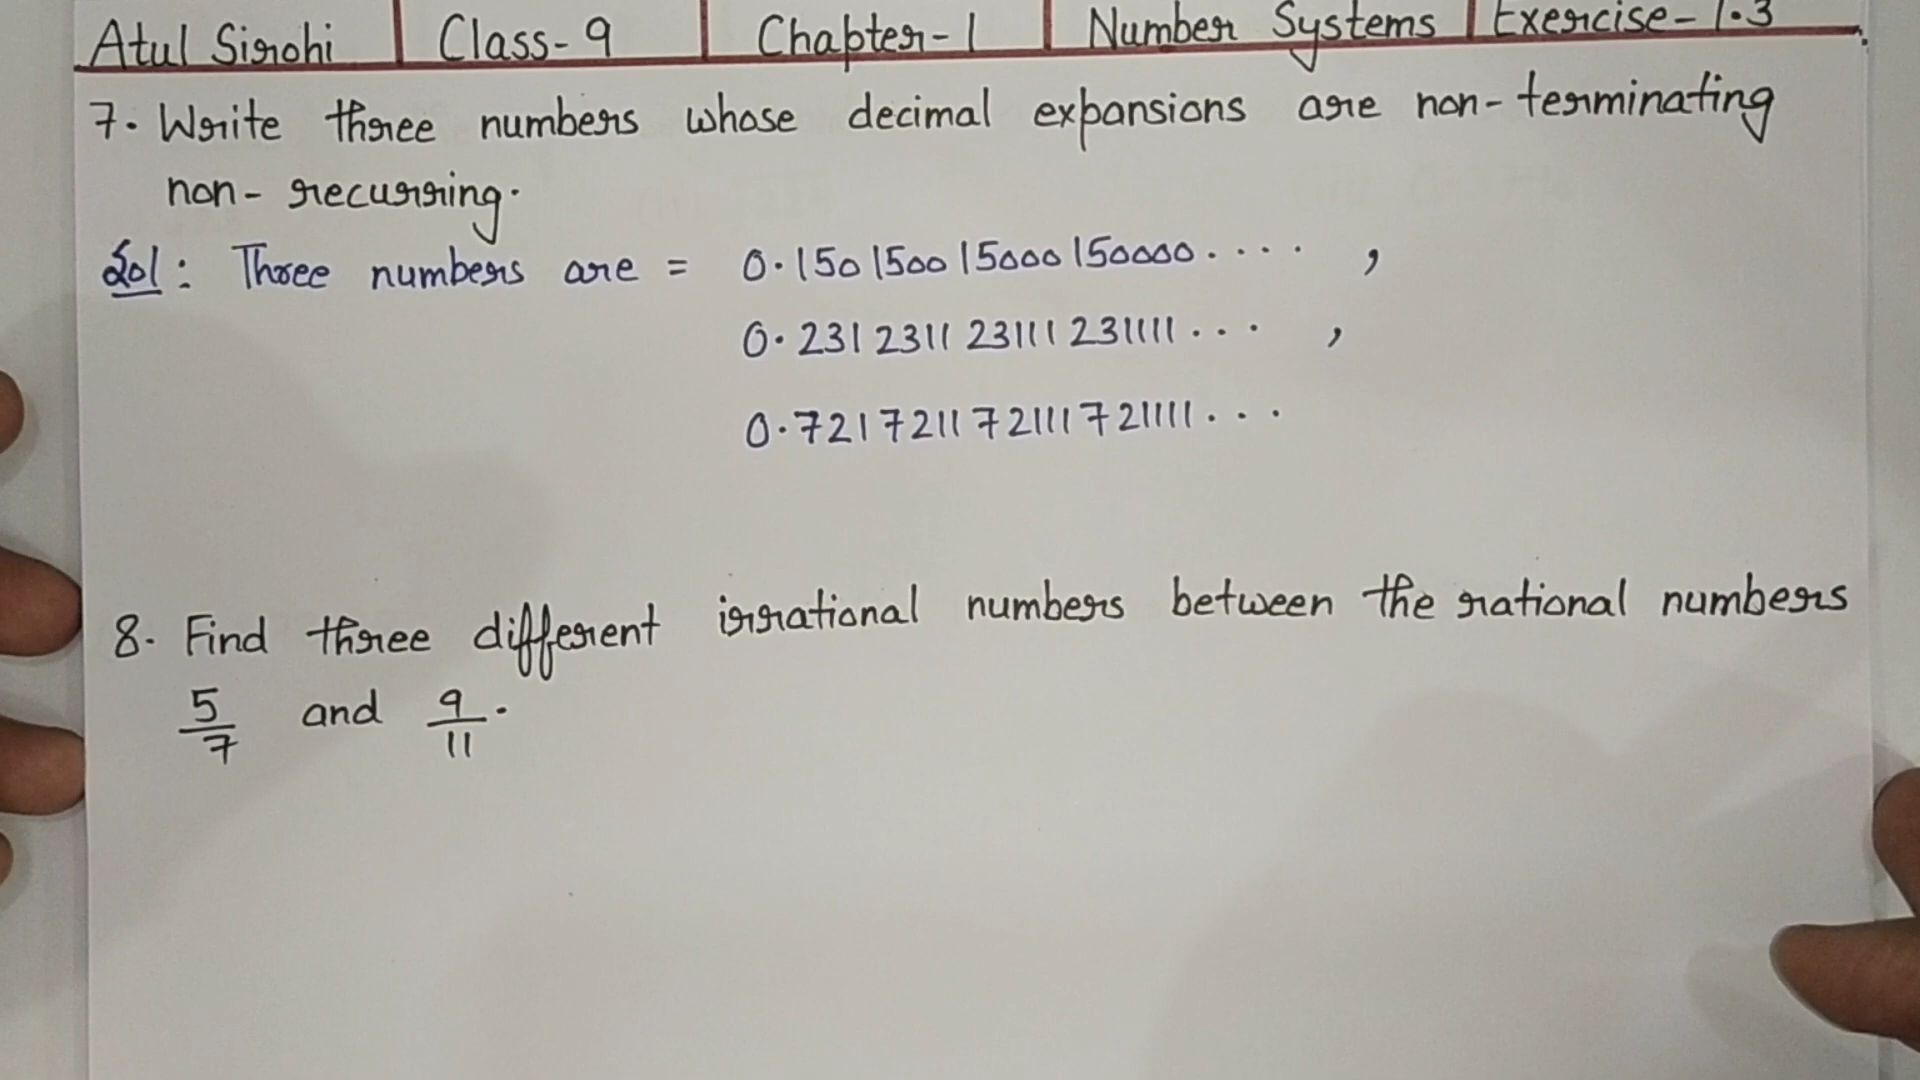 Atul Sirohi | Class-9 | Chapter-1 | Number Systems | Exercise-1.3
7. Write three numbers whose decimal expansions are non-terminating
non-recurring.
Sol: Three numbers are = 0.150150015000150000.... ,
0.231231123111231111... ,
0.721721172111721111...
8. Find three different irrational numbers between the rational numbers
5/7 and 9/11.